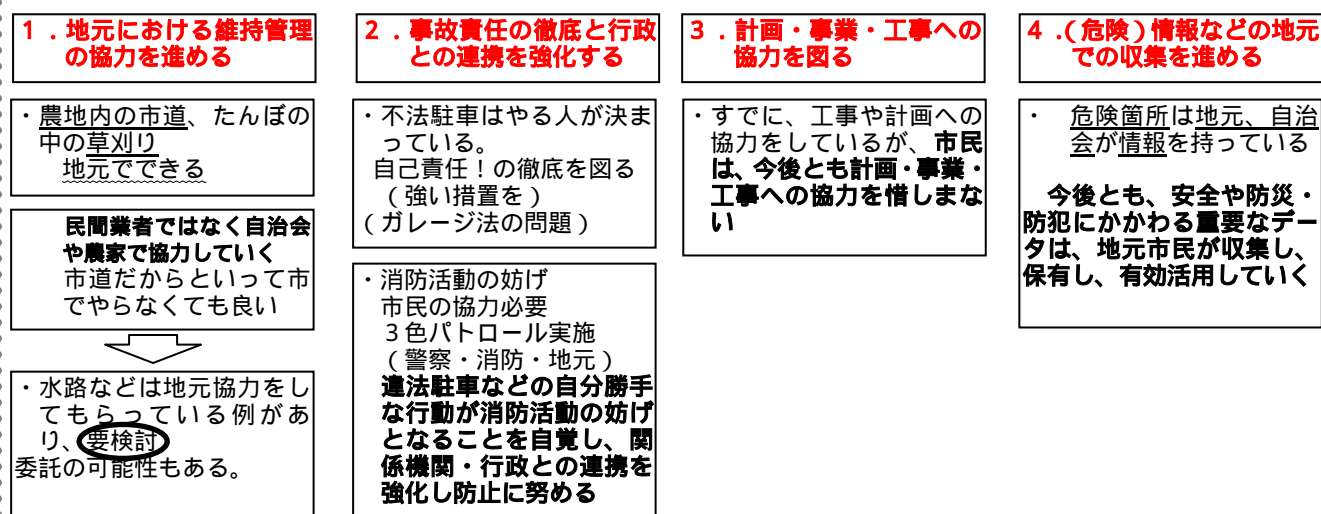 １．地元における維持管理
の協力を進める
・農地内の市道、たんぼの
中の草刈り
地元でできる
民間業者ではなく自治会
や農家で協力していく
市道だからといって市
でやらなくても良い
・水路などは地元協力をし
てもらっている例があ
り、要検討
委託の可能性もある。
２．事故責任の徹底と行政
との連携を強化する
・不法駐車はやる人が決ま
っている。
自己責任！の徹底を図る
（強い措置を）
（ガレージ法の問題）
・消防活動の妨げ
市民の協力必要
３色パトロール実施
（警察・消防・地元）
違法駐車などの自分勝手
な行動が消防活動の妨げ
となることを自覚し、関
係機関・行政との連携を
強化し防止に努める
３．計画・事業・工事への
協力を図る
・すでに、工事や計画への
協力をしているが、市民
は、今後とも計画・事業・
工事への協力を惜しまな
い
４.（危険）情報などの地元
での収集を進める
・　危険箇所は地元、自治
会が情報を持っている
今後とも、安全や防災・
防犯にかかわる重要なデー
タは、地元市民が収集し、
保有し、有効活用していく